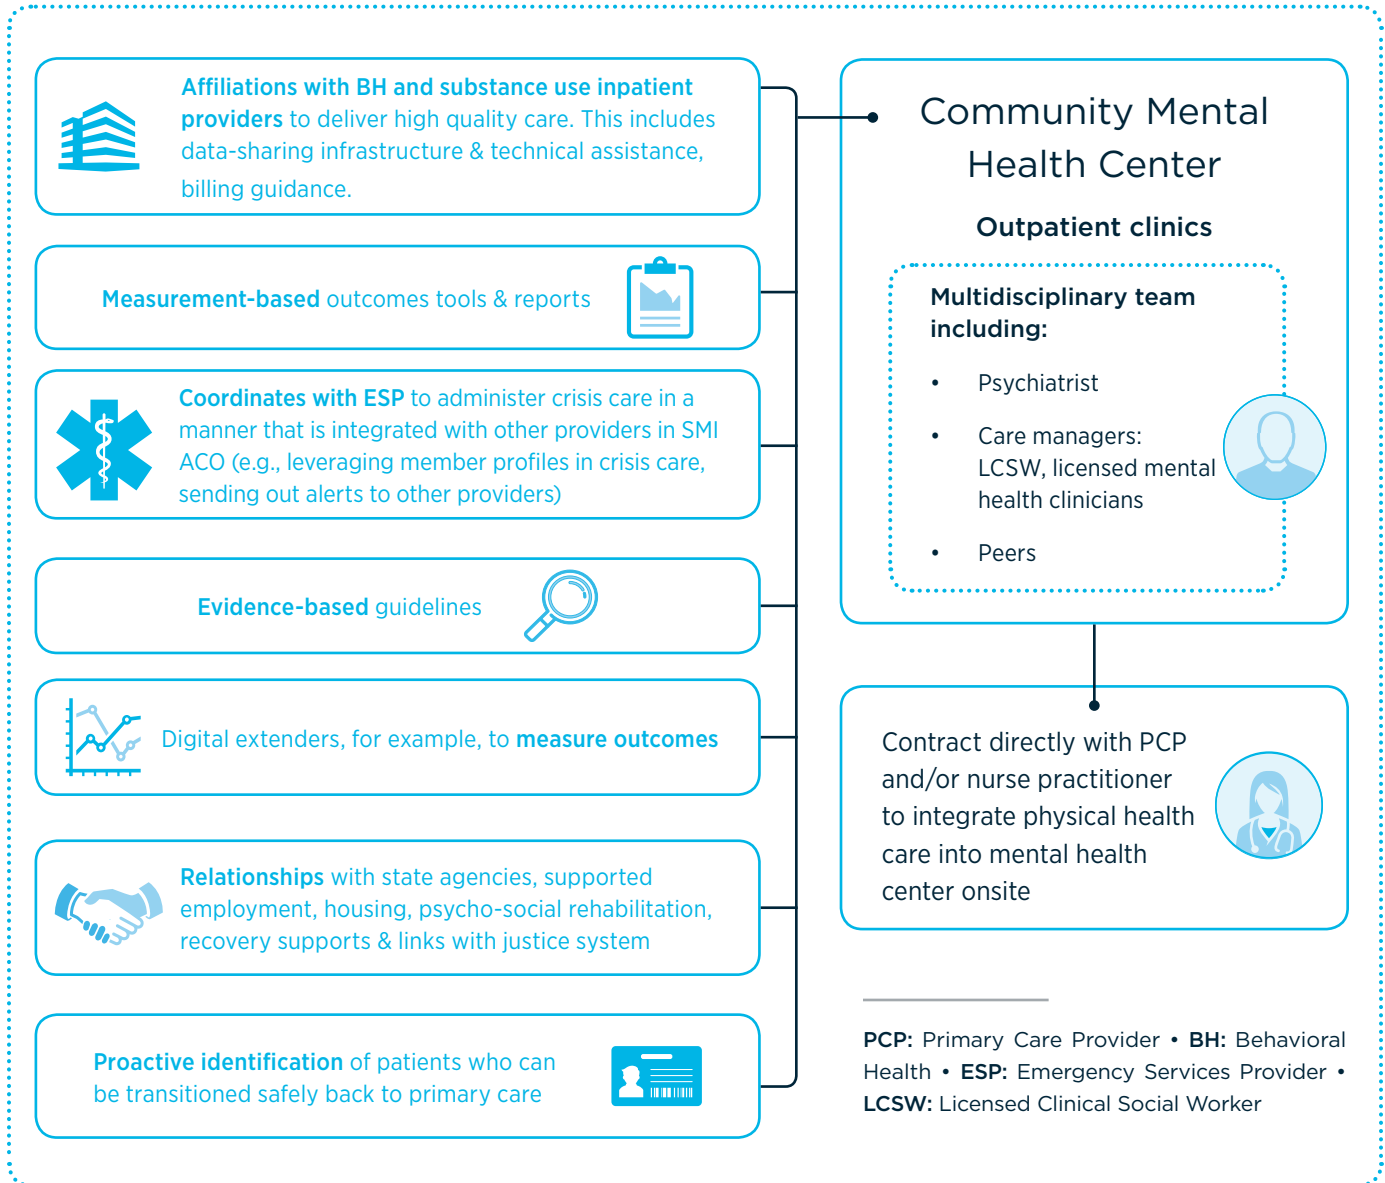 Affiliations with BH and substance use inpatient
providers to deliver high quality care. This includes
data-sharing infrastructure & technical assistance,
billing guidance.
Measurement-based outcomes tools & reports
Coordinates with ESP to administer crisis care in a
manner that is integrated with other providers in SMI
ACO (e.g., leveraging member profiles in crisis care,
sending out alerts to other providers)
Evidence-based guidelines
Digital extenders, for example, to measure outcomes
Relationships with state agencies, supported
employment, housing, psycho-social rehabilitation,
recovery supports & links with justice system
Proactive identification of patients who can
be transitioned safely back to primary care
Community Mental
Health Center
Outpatient clinics
Multidisciplinary team
including:
• Psychiatrist
• Care managers:
LCSW, licensed mental
health clinicians
• Peers
Contract directly with PCP
and/or nurse practitioner
to integrate physical health
care into mental health
center onsite
PCP: Primary Care Provider • BH: Behavioral
Health • ESP: Emergency Services Provider •
LCSW: Licensed Clinical Social Worker